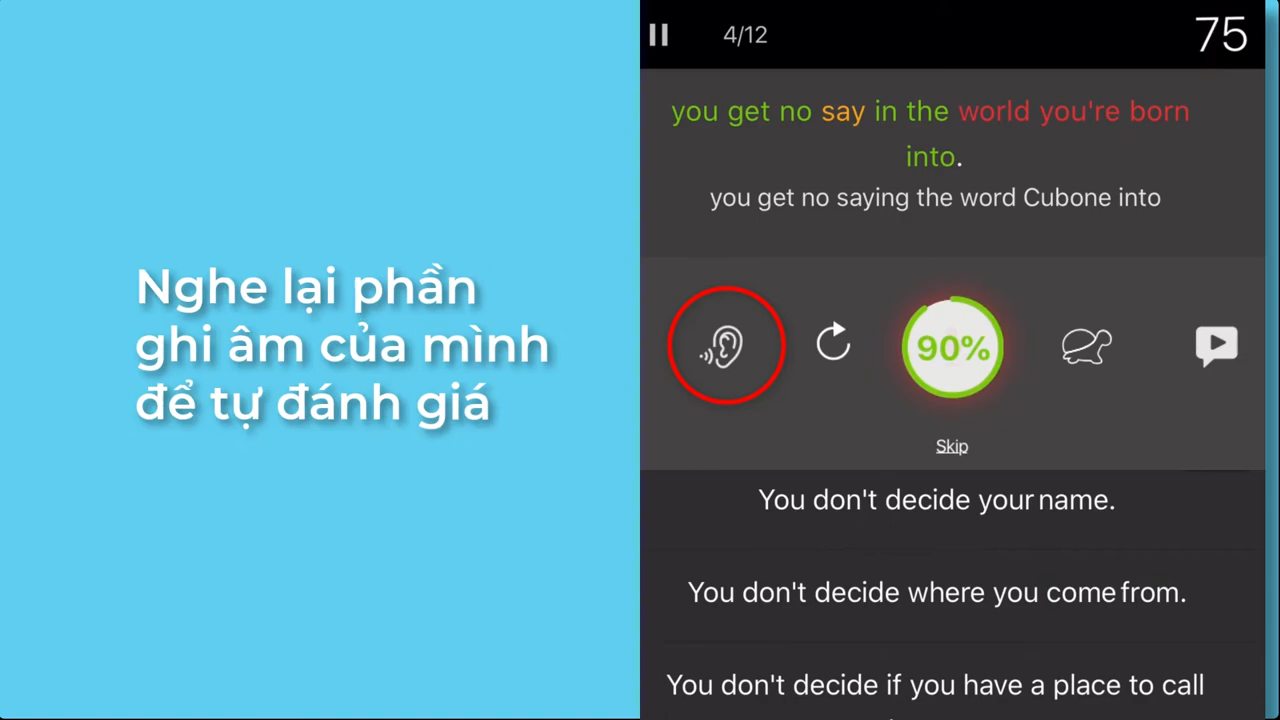 Nghe lại phần
ghi âm của mình
để tự đánh giá
4/12
75
you get no say in the world you're born
into.
you get no saying the word Cubone into
90%
Skip
You don't decide your name.
You don't decide where you come from.
You don't decide if you have a place to call